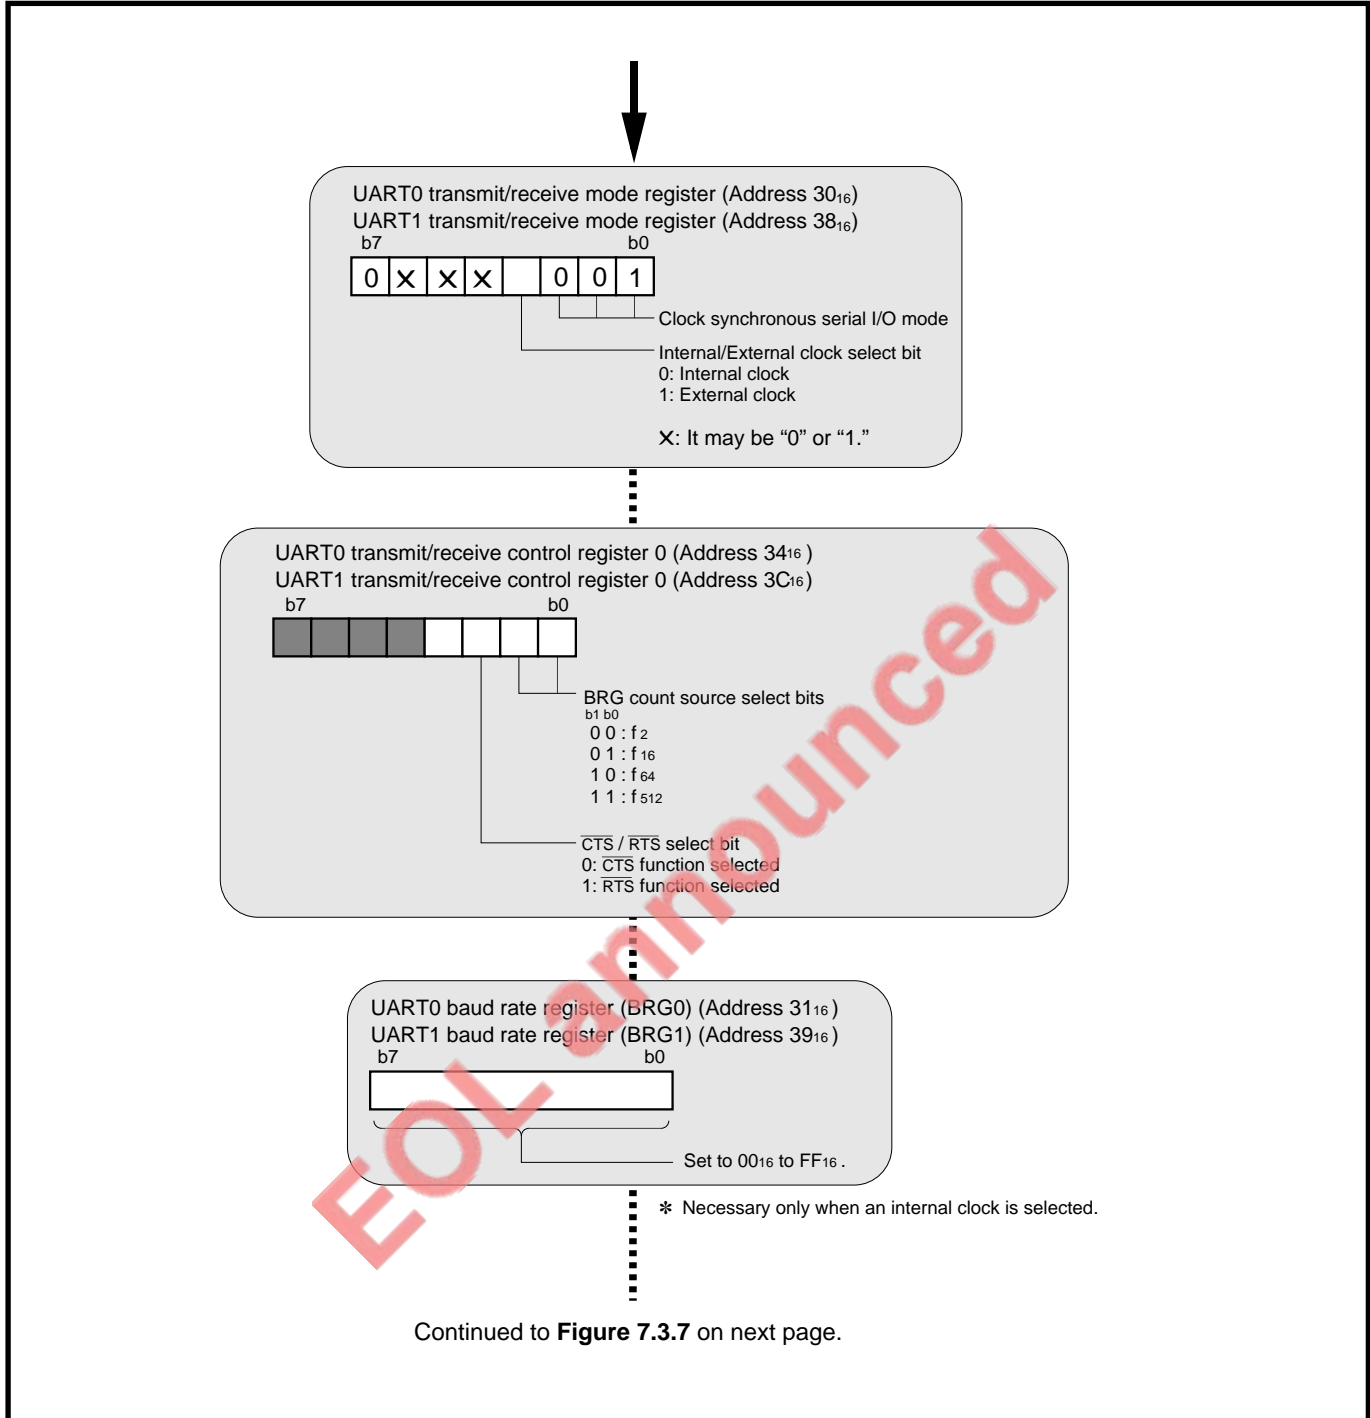 UART0 transmit/receive mode register (Address 30₁₆)
UART1 transmit/receive mode register (Address 38₁₆)
b7 b0
0 X X X 0 0 1
Clock synchronous serial I/O mode
Internal/External clock select bit
0: Internal clock
1: External clock
X: It may be “0” or “1.”
UART0 transmit/receive control register 0 (Address 34₁₆ )
UART1 transmit/receive control register 0 (Address 3C₁₆)
b7 b0
BRG count source select bits
b1 b0
0 0 : f 2
0 1 : f 16
1 0 : f 64
1 1 : f 512
CTS / RTS select bit
0: CTS function selected
1: RTS function selected
UART0 baud rate register (BRG0) (Address 31₁₆ )
UART1 baud rate register (BRG1) (Address 39₁₆ )
b7 b0
Set to 00₁₆ to FF₁₆ .
✻ Necessary only when an internal clock is selected.
Continued to Figure 7.3.7 on next page.
EOL announced